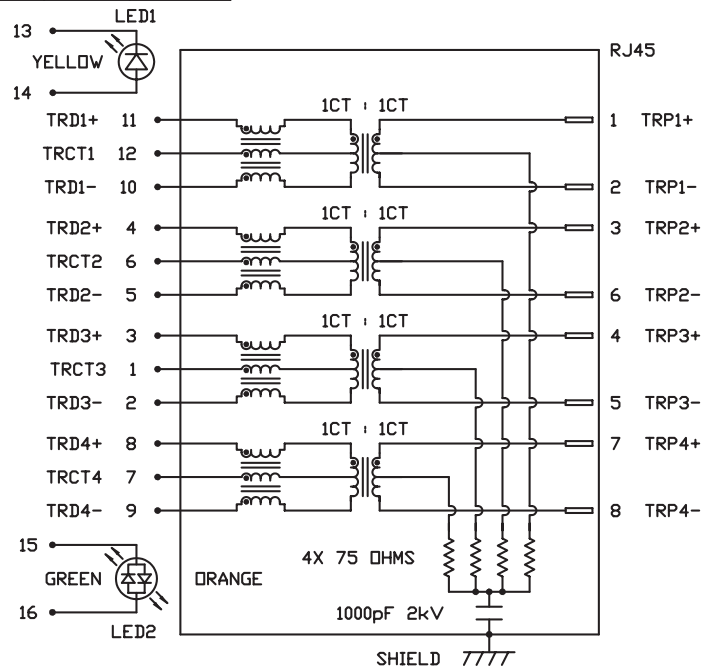 LED1
13
YELLOW
14
RJ45
1CT : 1CT
TRD1+ 11
1 TRP1+
TRCT1 12
TRD1- 10
2 TRP1-
1CT : 1CT
TRD2+ 4
3 TRP2+
TRCT2 6
TRD2- 5
6 TRP2-
1CT : 1CT
TRD3+ 3
4 TRP3+
TRCT3 1
TRD3- 2
5 TRP3-
1CT : 1CT
TRD4+ 8
7 TRP4+
TRCT4 7
TRD4- 9
8 TRP4-
15
4X 75 OHMS
GREEN
ORANGE
16
1000pF 2kV
LED2
SHIELD